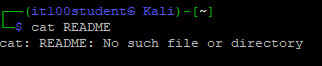 ┌──(it100student㉿ Kali)-[~]
└─$ cat README
cat: README: No such file or directory